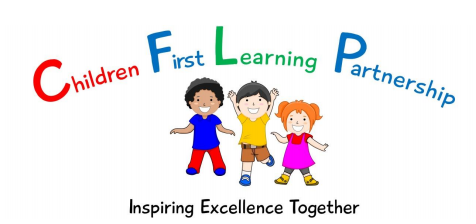 Children First Learning Partnership
Inspiring Excellence Together